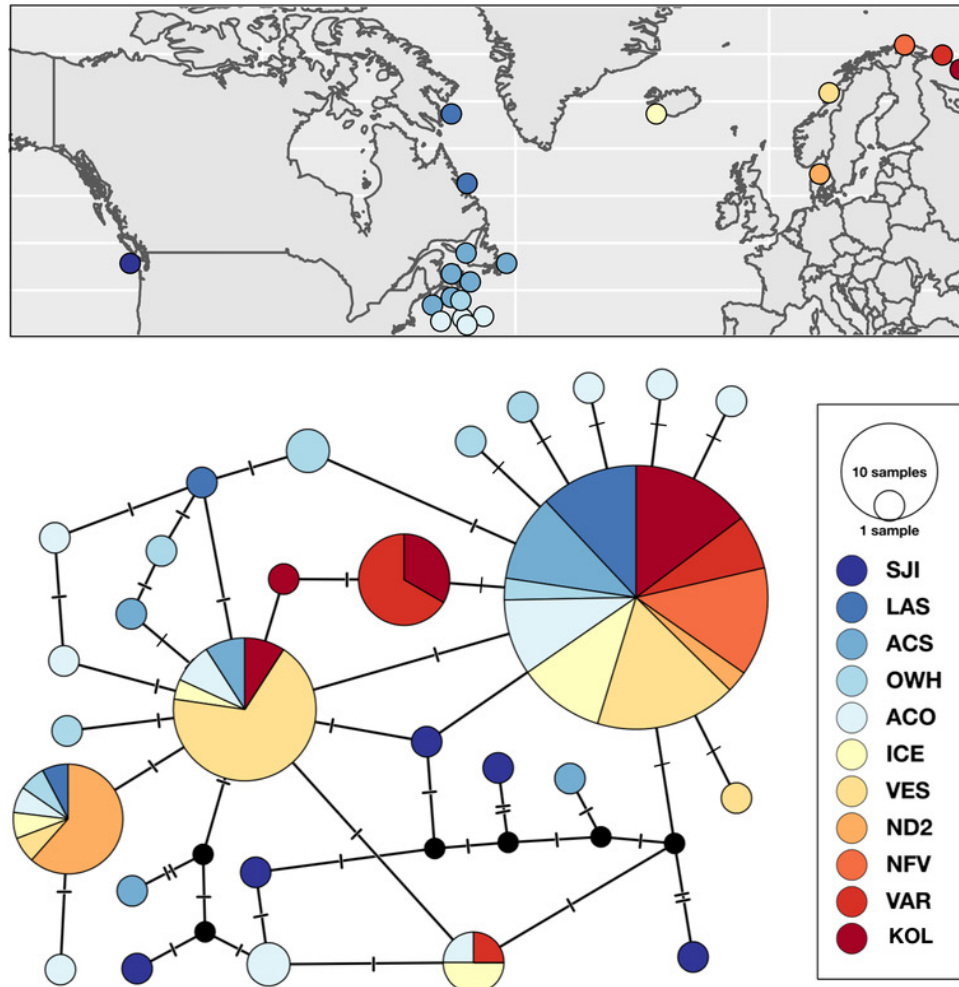 10 samples
1 sample
SJI
LAS
ACS
OWH
ACO
ICE
VES
ND2
NFV
VAR
KOL